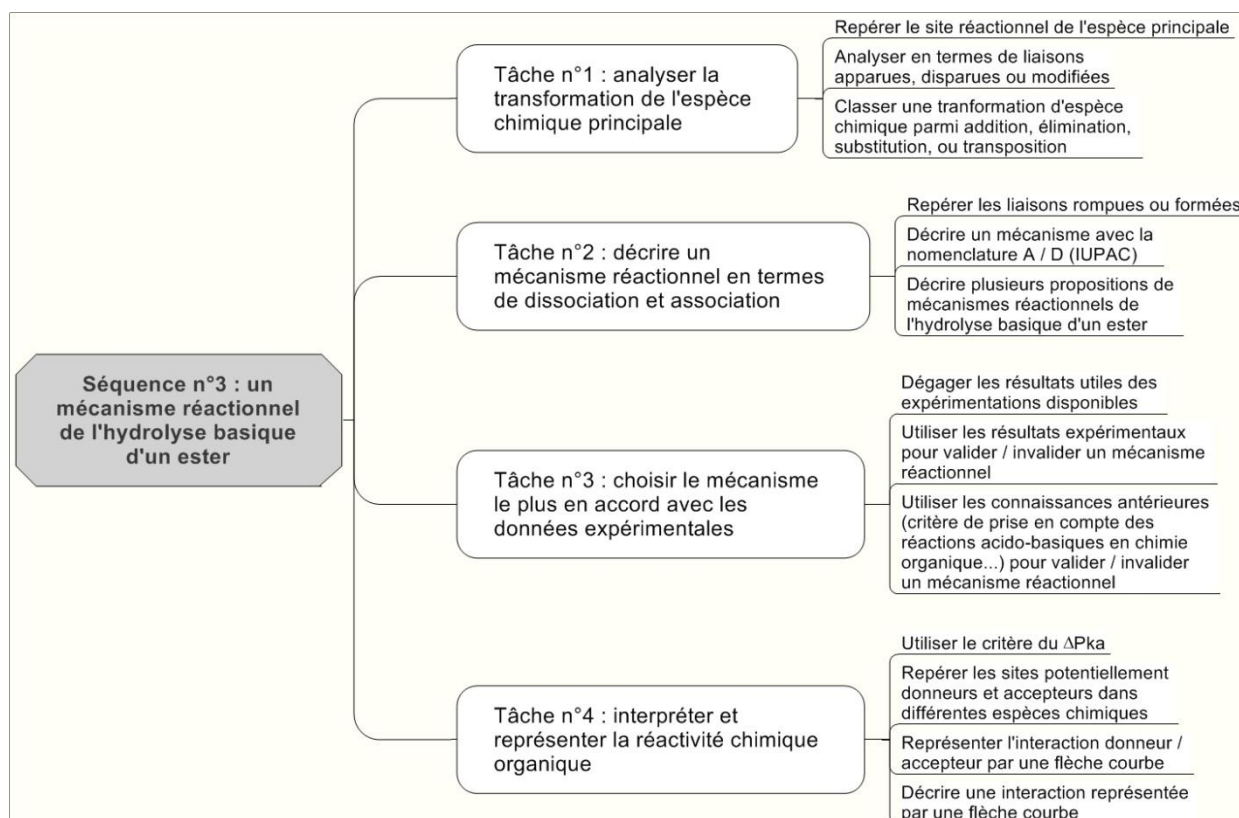 Séquence n°3 : un
mécanisme réactionnel
de l'hydrolyse basique
d'un ester
Tâche n°1 : analyser la
transformation de l'espèce
chimique principale
Repérer le site réactionnel de l'espèce principale
Analyser en termes de liaisons
apparues, disparues ou modifiées
Classer une tranformation d'espèce
chimique parmi addition, élimination,
substitution, ou transposition
Tâche n°2 : décrire un
mécanisme réactionnel en termes
de dissociation et association
Repérer les liaisons rompues ou formées
Décrire un mécanisme avec la
nomenclature A / D (IUPAC)
Décrire plusieurs propositions de
mécanismes réactionnels de
l'hydrolyse basique d'un ester
Tâche n°3 : choisir le mécanisme
le plus en accord avec les
données expérimentales
Dégager les résultats utiles des
expérimentations disponibles
Utiliser les résultats expérimentaux
pour valider / invalider un mécanisme
réactionnel
Utiliser les connaissances antérieures
(critère de prise en compte des
réactions acido-basiques en chimie
organique...) pour valider / invalider
un mécanisme réactionnel
Tâche n°4 : interpréter et
représenter la réactivité chimique
organique
Utiliser le critère du ΔPka
Repérer les sites potentiellement
donneurs et accepteurs dans
différentes espèces chimiques
Représenter l'interaction donneur /
accepteur par une flèche courbe
Décrire une interaction représentée
par une flèche courbe